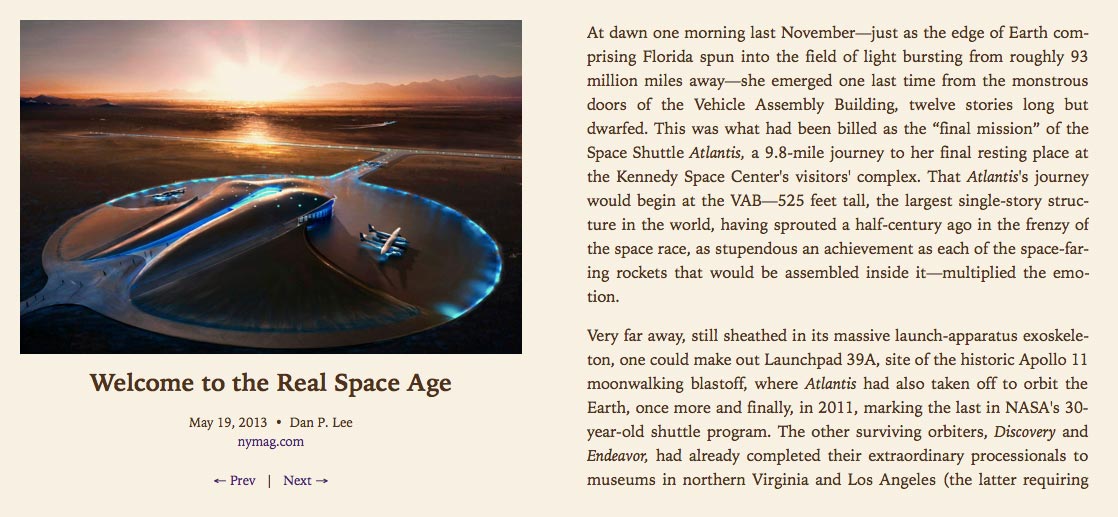 Welcome to the Real Space Age
May 19, 2013 • Dan P. Lee
nymag.com
← Prev | Next →
At dawn one morning last November—just as the edge of Earth com-
prising Florida spun into the field of light bursting from roughly 93
million miles away—she emerged one last time from the monstrous
doors of the Vehicle Assembly Building, twelve stories long but
dwarfed. This was what had been billed as the “final mission” of the
Space Shuttle Atlantis, a 9.8-mile journey to her final resting place at
the Kennedy Space Center's visitors' complex. That Atlantis's journey
would begin at the VAB—525 feet tall, the largest single-story struc-
ture in the world, having sprouted a half-century ago in the frenzy of
the space race, as stupendous an achievement as each of the space-far-
ing rockets that would be assembled inside it—multiplied the emo-
tion.
Very far away, still sheathed in its massive launch-apparatus exoskele-
ton, one could make out Launchpad 39A, site of the historic Apollo 11
moonwalking blastoff, where Atlantis had also taken off to orbit the
Earth, once more and finally, in 2011, marking the last in NASA's 30-
year-old shuttle program. The other surviving orbiters, Discovery and
Endeavor, had already completed their extraordinary processionals to
museums in northern Virginia and Los Angeles (the latter requiring